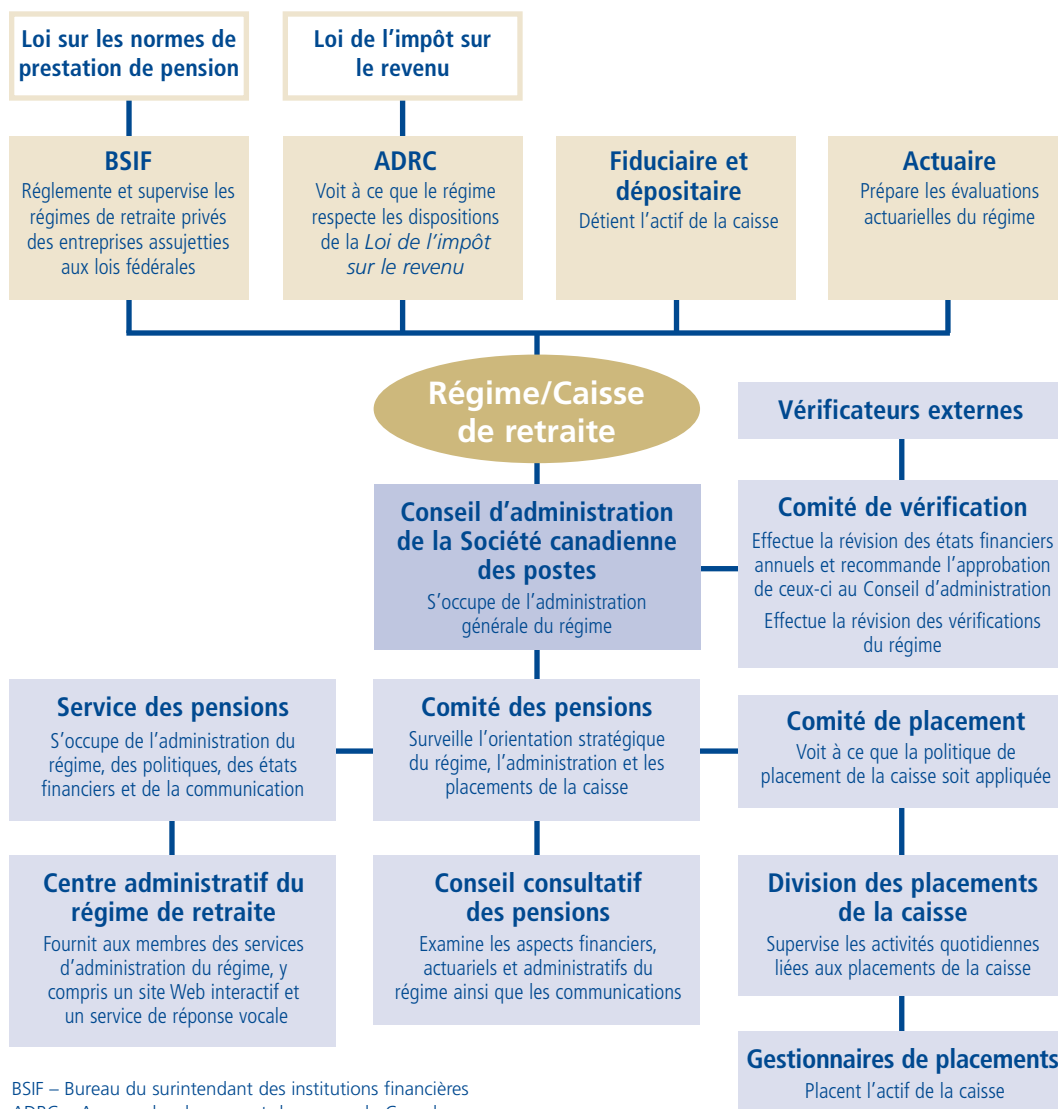 Loi sur les normes de
prestation de pension
Loi de l'impôt sur
le revenu
BSIF
Réglemente et supervise les
régimes de retraite privés
des entreprises assujetties
aux lois fédérales
ADRC
Voit à ce que le régime
respecte les dispositions
de la Loi de l'impôt
sur le revenu
Fiduciaire et
dépositaire
Détient l'actif de la caisse
Actuaire
Prépare les évaluations
actuarielles du régime
Régime/Caisse
de retraite
Vérificateurs externes
Conseil d'administration
de la Société canadienne
des postes
S'occupe de l'administration
générale du régime
Comité de vérification
Effectue la révision des états financiers
annuels et recommande l'approbation
de ceux-ci au Conseil d'administration
Effectue la révision des vérifications
du régime
Service des pensions
S'occupe de l'administration du
régime, des politiques, des états
financiers et de la communication
Comité des pensions
Surveille l'orientation stratégique
du régime, l'administration et les
placements de la caisse
Comité de placement
Voit à ce que la politique de
placement de la caisse soit appliquée
Centre administratif du
régime de retraite
Fournit aux membres des services
d'administration du régime, y
compris un site Web interactif et
un service de réponse vocale
Conseil consultatif
des pensions
Examine les aspects financiers,
actuariels et administratifs du
régime ainsi que les communications
Division des placements
de la caisse
Supervise les activités quotidiennes
liées aux placements de la caisse
Gestionnaires de placements
Placent l'actif de la caisse
BSIF – Bureau du surintendant des institutions financières